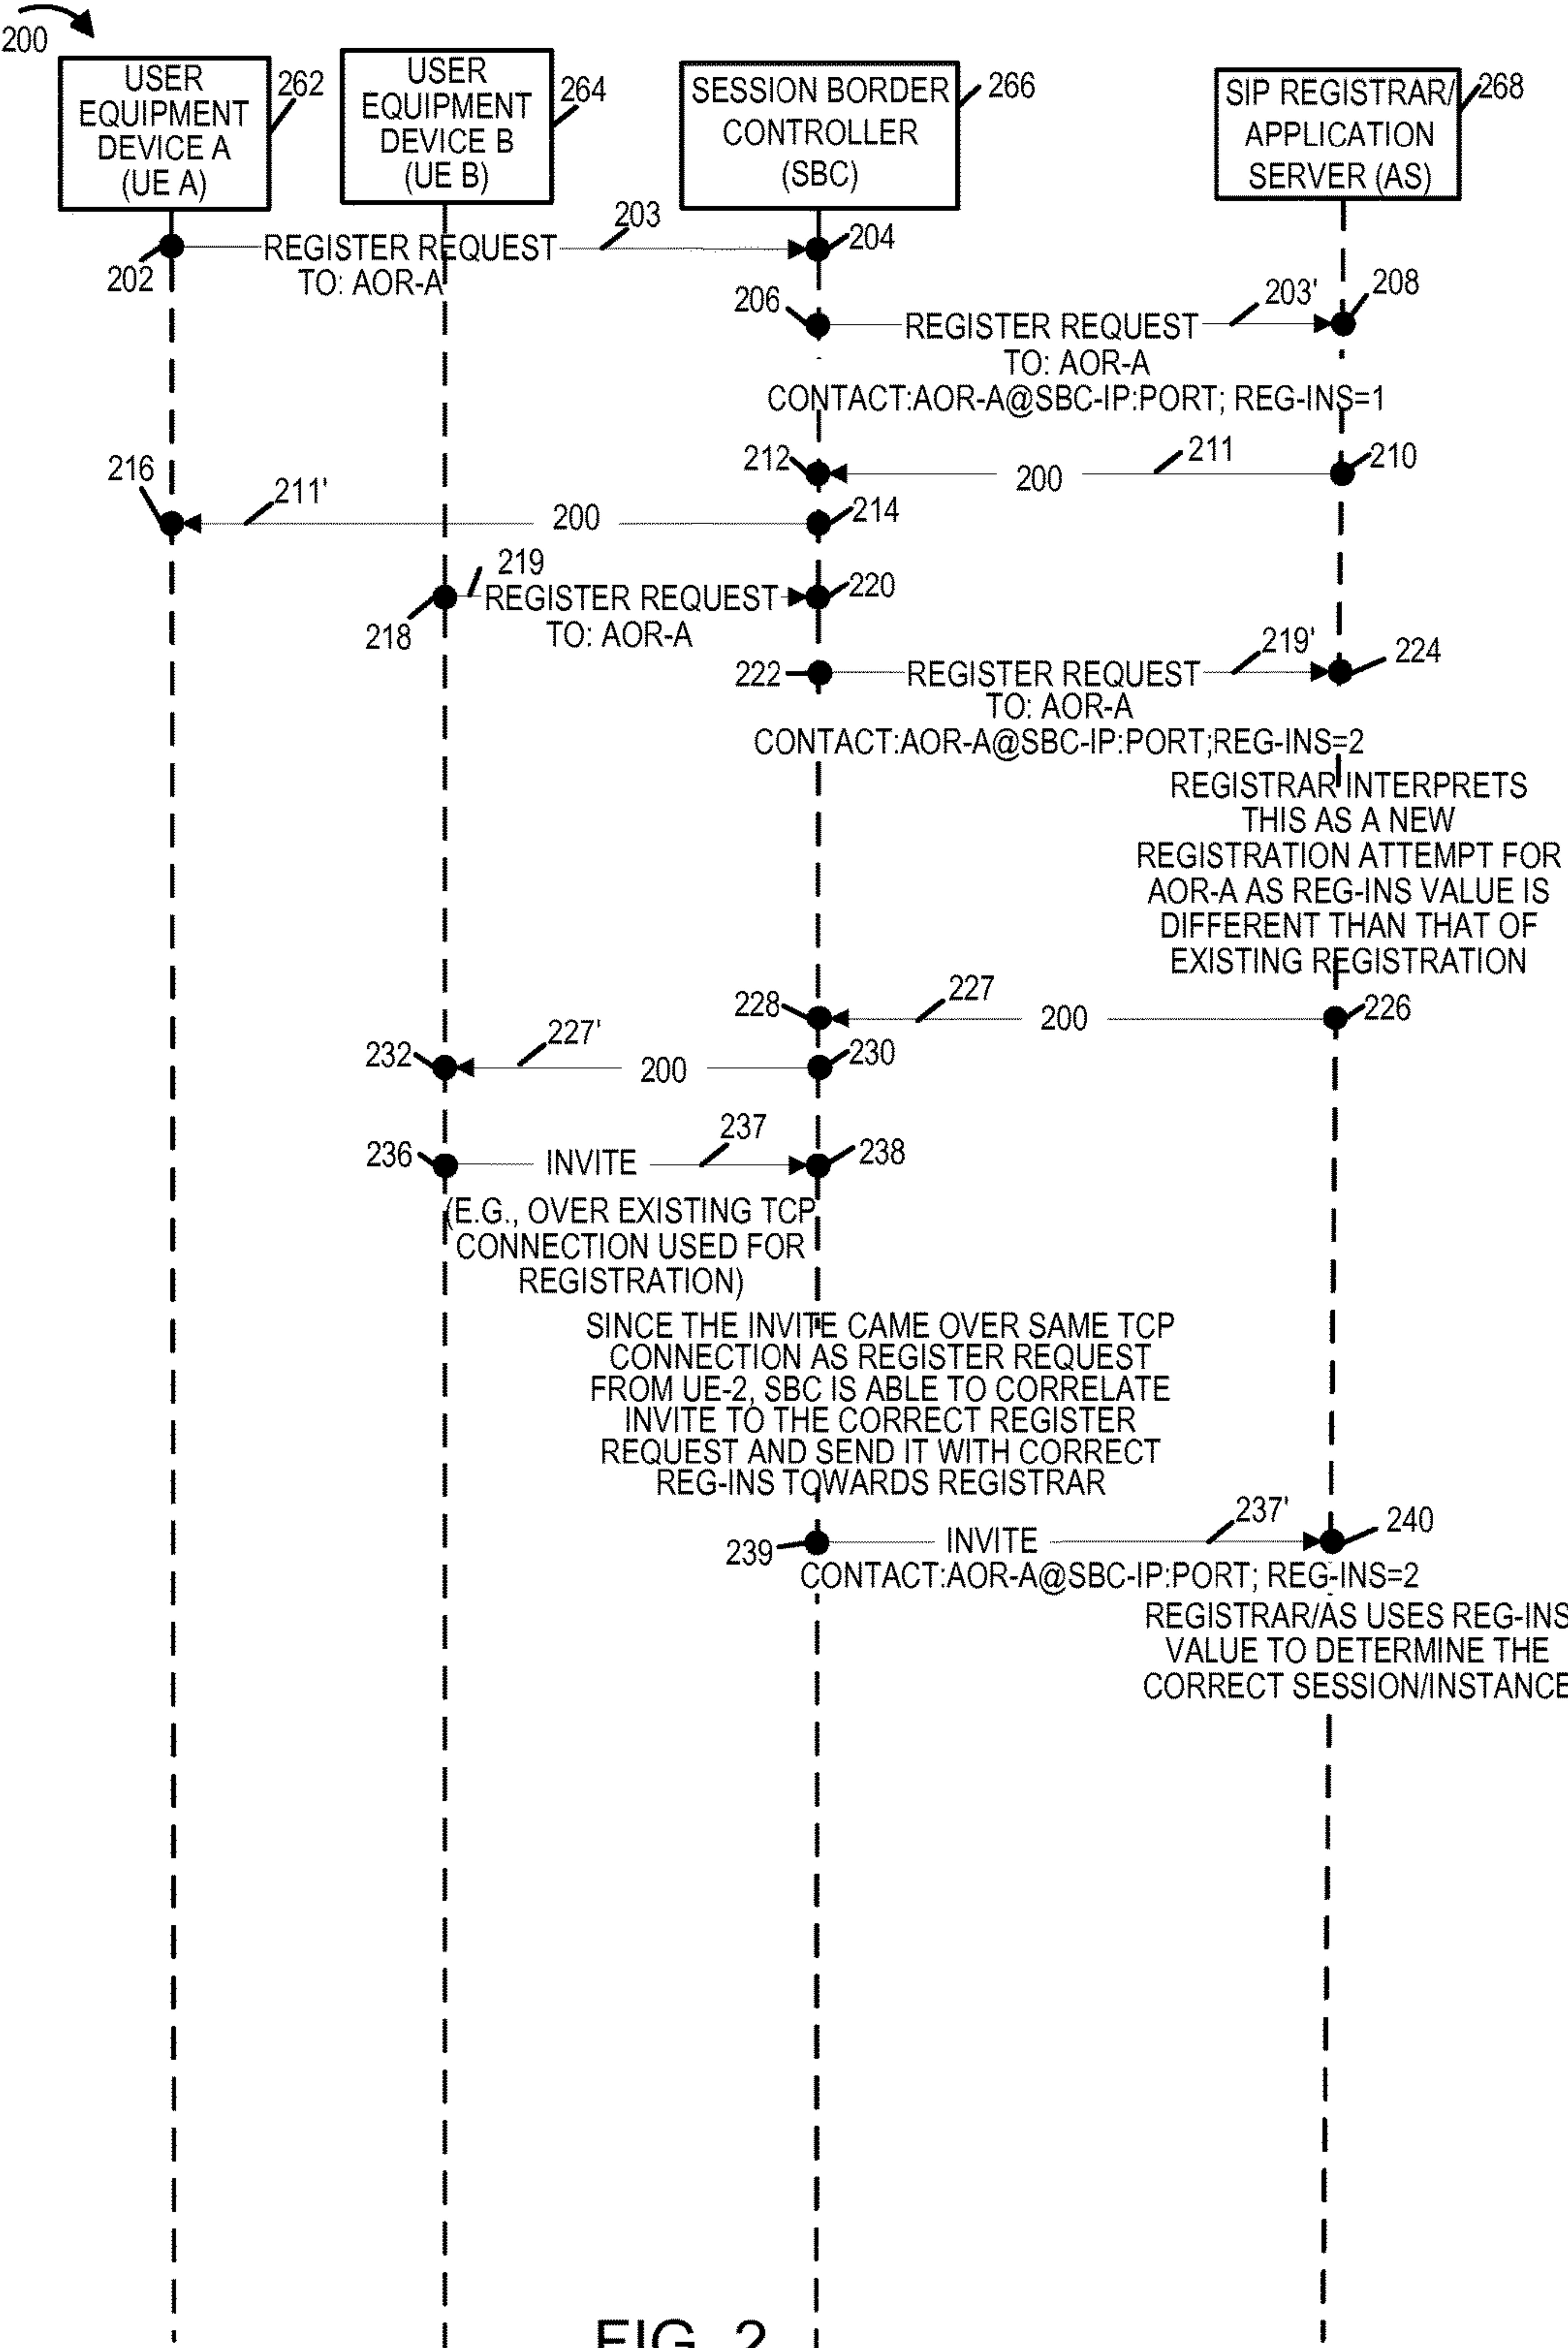 200
USER
EQUIPMENT
DEVICE A
(UE A)
262
USER
EQUIPMENT
DEVICE B
(UE B)
264
SESSION BORDER
CONTROLLER
(SBC)
266
SIP REGISTRAR/
APPLICATION
SERVER (AS)
268
202
REGISTER REQUEST
TO: AOR-A
203
204
206
REGISTER REQUEST
TO: AOR-A
CONTACT:AOR-A@SBC-IP:PORT; REG-INS=1
203'
208
212
200
211
210
216
211'
200
214
218
219
REGISTER REQUEST
TO: AOR-A
220
222
REGISTER REQUEST
TO: AOR-A
CONTACT:AOR-A@SBC-IP:PORT;REG-INS=2
219'
224
REGISTRAR INTERPRETS
THIS AS A NEW
REGISTRATION ATTEMPT FOR
AOR-A AS REG-INS VALUE IS
DIFFERENT THAN THAT OF
EXISTING REGISTRATION
228
227
200
226
232
227'
200
230
236
INVITE
237
238
(E.G., OVER EXISTING TCP
CONNECTION USED FOR
REGISTRATION)
SINCE THE INVITE CAME OVER SAME TCP
CONNECTION AS REGISTER REQUEST
FROM UE-2, SBC IS ABLE TO CORRELATE
INVITE TO THE CORRECT REGISTER
REQUEST AND SEND IT WITH CORRECT
REG-INS TOWARDS REGISTRAR
239
INVITE
237'
240
CONTACT:AOR-A@SBC-IP:PORT; REG-INS=2
REGISTRAR/AS USES REG-INS
VALUE TO DETERMINE THE
CORRECT SESSION/INSTANCE
FIG. 2